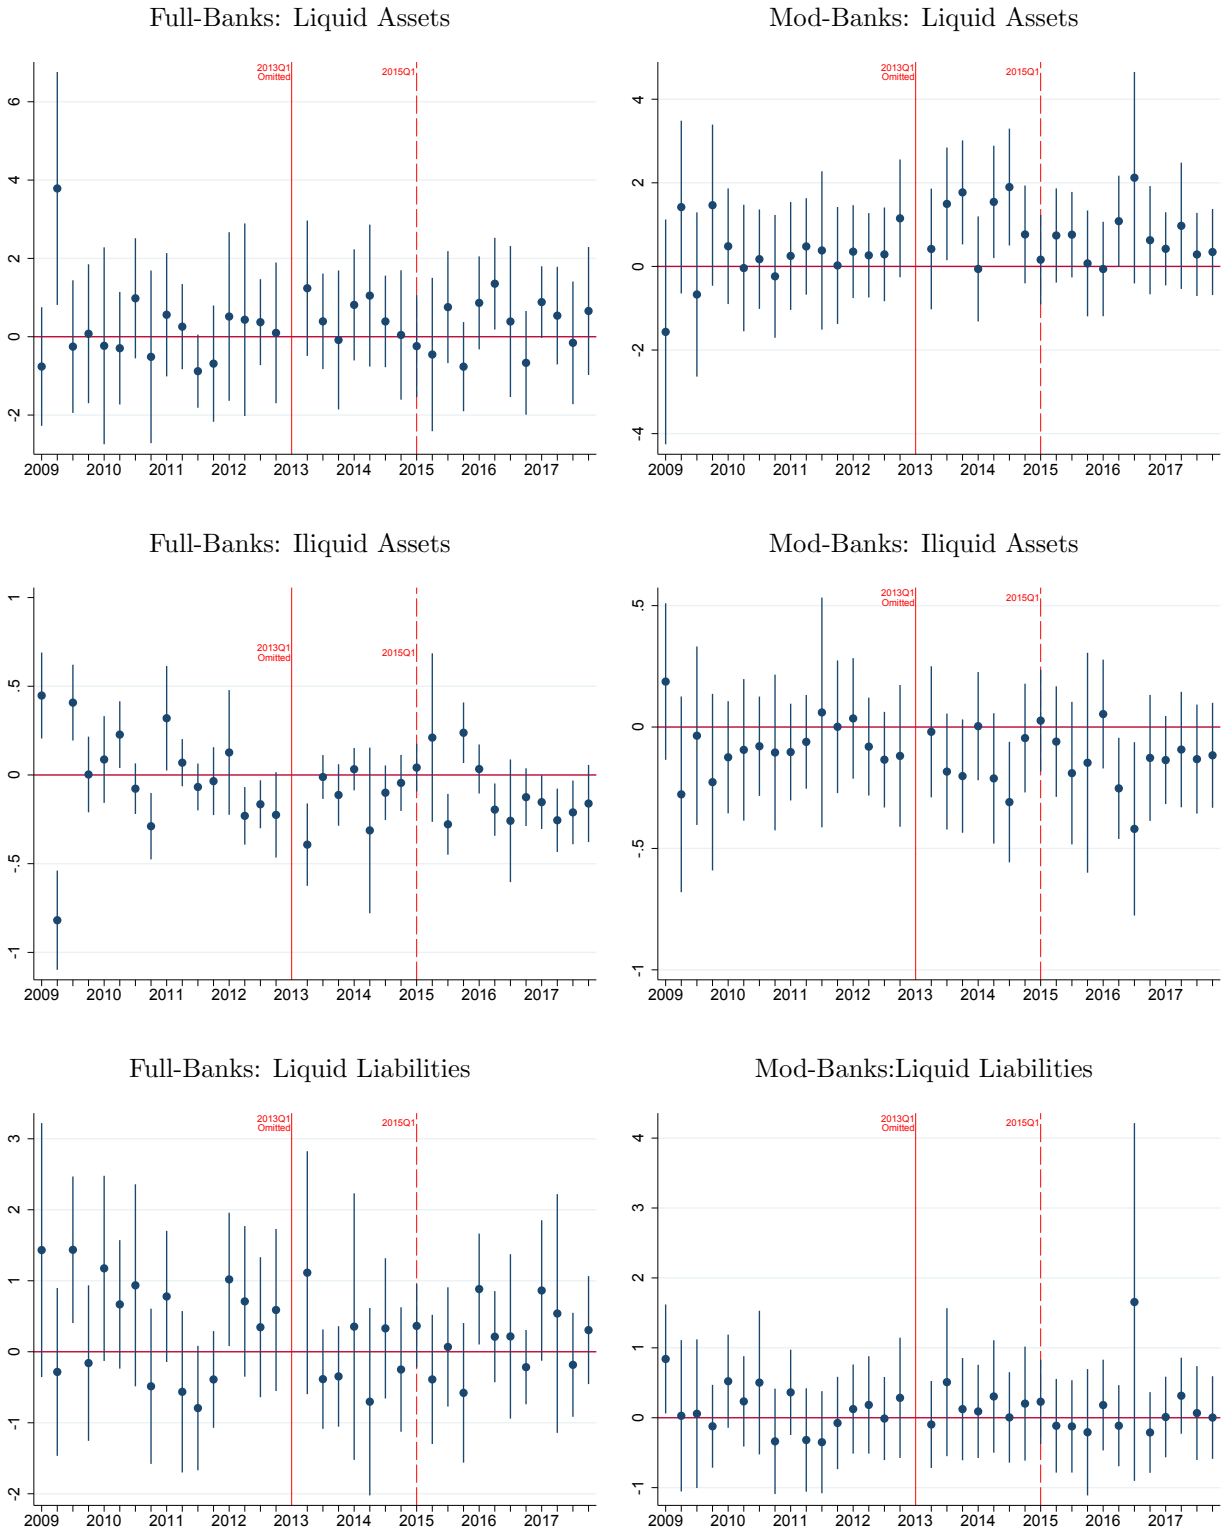 Full-Banks: Liquid Assets
Mod-Banks: Liquid Assets
2013Q1
Omitted
2015Q1
6
4
2
0
-2
2009 2010 2011 2012 2013 2014 2015 2016 2017
2013Q1
Omitted
2015Q1
4
2
0
-2
-4
2009 2010 2011 2012 2013 2014 2015 2016 2017
Full-Banks: Iliquid Assets
Mod-Banks: Iliquid Assets
1
2013Q1
Omitted
2015Q1
.5
0
-.5
-1
2009 2010 2011 2012 2013 2014 2015 2016 2017
2013Q1
Omitted
2015Q1
.5
0
-.5
-1
2009 2010 2011 2012 2013 2014 2015 2016 2017
Full-Banks: Liquid Liabilities
Mod-Banks:Liquid Liabilities
2013Q1
Omitted
2015Q1
3
2
1
0
-1
-2
2009 2010 2011 2012 2013 2014 2015 2016 2017
2013Q1
Omitted
2015Q1
4
3
2
1
0
-1
2009 2010 2011 2012 2013 2014 2015 2016 2017